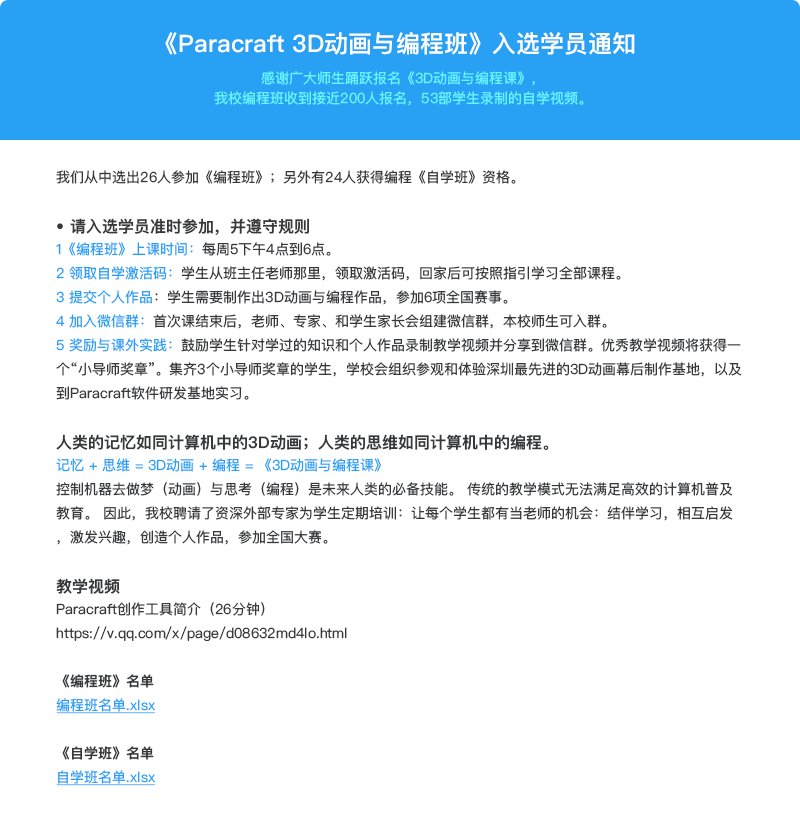 《Paracraft 3D动画与编程班》入选学员通知
感谢广大师生踊跃报名《3D动画与编程课》，
我校编程班收到接近200人报名，53部学生录制的自学视频。
我们从中选出26人参加《编程班》；另外有24人获得编程《自学班》资格。
• 请入选学员准时参加，并遵守规则
1《编程班》上课时间：每周5下午4点到6点。
2 领取自学激活码：学生从班主任老师那里，领取激活码，回家后可按照指引学习全部课程。
3 提交个人作品：学生需要制作出3D动画与编程作品，参加6项全国赛事。
4 加入微信群：首次课结束后，老师、专家、和学生家长会组建微信群，本校师生可入群。
5 奖励与课外实践：鼓励学生针对学过的知识和个人作品录制教学视频并分享到微信群。优秀教学视频将获得一
个“小导师奖章”。集齐3个小导师奖章的学生，学校会组织参观和体验深圳最先进的3D动画幕后制作基地，以及
到Paracraft软件研发基地实习。
人类的记忆如同计算机中的3D动画；人类的思维如同计算机中的编程。
记忆 + 思维 = 3D动画 + 编程 = 《3D动画与编程课》
控制机器去做梦（动画）与思考（编程）是未来人类的必备技能。 传统的教学模式无法满足高效的计算机普及
教育。 因此，我校聘请了资深外部专家为学生定期培训：让每个学生都有当老师的机会：结伴学习，相互启发
，激发兴趣，创造个人作品，参加全国大赛。
教学视频
Paracraft创作工具简介（26分钟）
https://v.qq.com/x/page/d08632md4lo.html
《编程班》名单
编程班名单.xlsx
《自学班》名单
自学班名单.xlsx